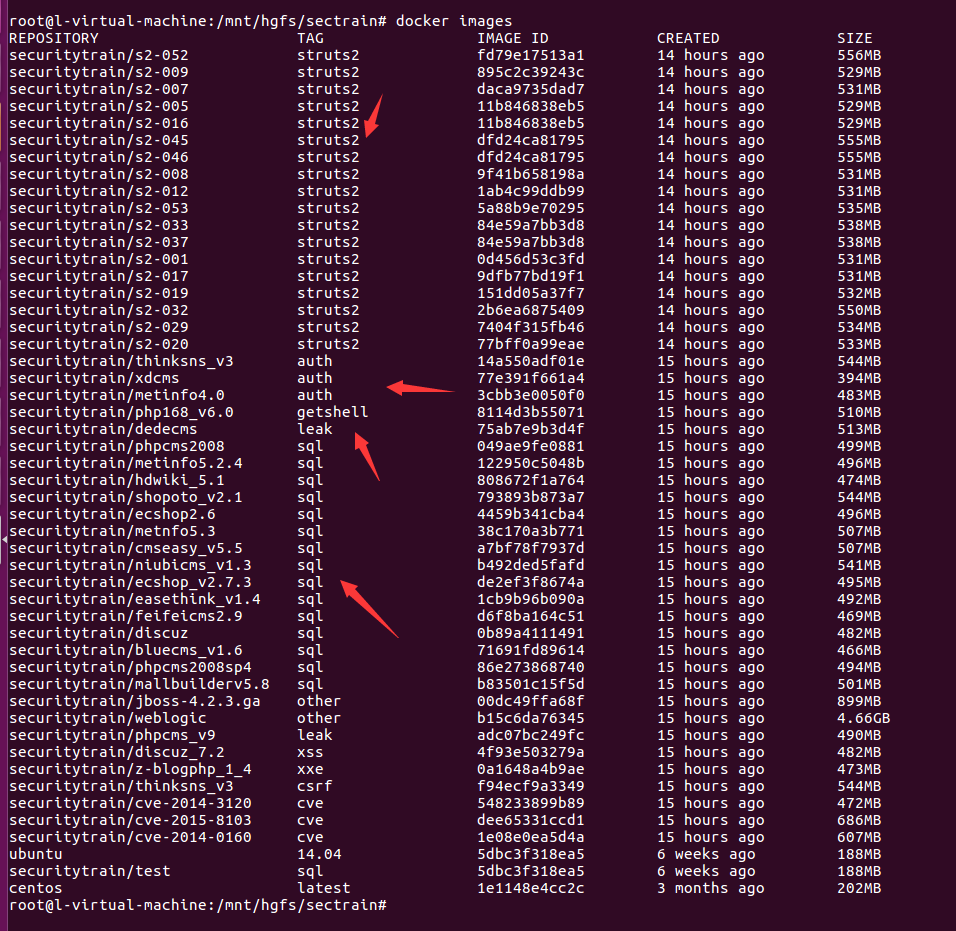 root@l-virtual-machine:/mnt/hgfs/sectrain# docker images
REPOSITORY TAG IMAGE ID CREATED SIZE
securitytrain/s2-052 struts2 fd79e17513a1 14 hours ago 556MB
securitytrain/s2-009 struts2 895c2c39243c 14 hours ago 529MB
securitytrain/s2-007 struts2 daca9735dad7 14 hours ago 531MB
securitytrain/s2-005 struts2 11b846838eb5 14 hours ago 529MB
securitytrain/s2-016 struts2 11b846838eb5 14 hours ago 529MB
securitytrain/s2-045 struts2 dfd24ca81795 14 hours ago 555MB
securitytrain/s2-046 struts2 dfd24ca81795 14 hours ago 555MB
securitytrain/s2-008 struts2 9f41b658198a 14 hours ago 531MB
securitytrain/s2-012 struts2 1ab4c99ddb99 14 hours ago 531MB
securitytrain/s2-053 struts2 5a88b9e70295 14 hours ago 535MB
securitytrain/s2-033 struts2 84e59a7bb3d8 14 hours ago 538MB
securitytrain/s2-037 struts2 84e59a7bb3d8 14 hours ago 538MB
securitytrain/s2-001 struts2 0d456d53c3fd 14 hours ago 531MB
securitytrain/s2-017 struts2 9dfb77bd19f1 14 hours ago 531MB
securitytrain/s2-019 struts2 151dd05a37f7 14 hours ago 532MB
securitytrain/s2-032 struts2 2b6ea6875409 14 hours ago 550MB
securitytrain/s2-029 struts2 7404f315fb46 14 hours ago 534MB
securitytrain/s2-020 struts2 77bff0a99eae 14 hours ago 533MB
securitytrain/thinksns_v3 auth 14a550adf01e 15 hours ago 544MB
securitytrain/xdcms auth 77e391f661a4 15 hours ago 394MB
securitytrain/metinfo4.0 auth 3cbb3e0050f0 15 hours ago 483MB
securitytrain/php168_v6.0 getshell 8114d3b55071 15 hours ago 510MB
securitytrain/dedecms leak 75ab7e9b3d4f 15 hours ago 513MB
securitytrain/phpcms2008 sql 049ae9fe0881 15 hours ago 499MB
securitytrain/metinfo5.2.4 sql 122950c5048b 15 hours ago 496MB
securitytrain/hdwiki_5.1 sql 808672f1a764 15 hours ago 474MB
securitytrain/shopoto_v2.1 sql 793893b873a7 15 hours ago 544MB
securitytrain/ecshop2.6 sql 4459b341cba4 15 hours ago 496MB
securitytrain/metnfo5.3 sql 38c170a3b771 15 hours ago 507MB
securitytrain/cmseasy_v5.5 sql a7bf78f7937d 15 hours ago 507MB
securitytrain/niubicms_v1.3 sql b492ded5fafd 15 hours ago 541MB
securitytrain/ecshop_v2.7.3 sql de2ef3f8674a 15 hours ago 495MB
securitytrain/easethink_v1.4 sql 1cb9b96b090a 15 hours ago 492MB
securitytrain/feifeicms2.9 sql d6f8ba164c51 15 hours ago 469MB
securitytrain/discuz sql 0b89a4111491 15 hours ago 482MB
securitytrain/bluecms_v1.6 sql 71691fd89614 15 hours ago 466MB
securitytrain/phpcms2008sp4 sql 86e273868740 15 hours ago 494MB
securitytrain/mallbuilderv5.8 sql b83501c15f5d 15 hours ago 501MB
securitytrain/jboss-4.2.3.ga other 00dc49ffa68f 15 hours ago 899MB
securitytrain/weblogic other b15c6da76345 15 hours ago 4.66GB
securitytrain/phpcms_v9 leak adc07bc249fc 15 hours ago 490MB
securitytrain/discuz_7.2 xss 4f93e503279a 15 hours ago 482MB
securitytrain/z-blogphp_1_4 xxe 0a1648a4b9ae 15 hours ago 473MB
securitytrain/thinksns_v3 csrf f94ecf9a3349 15 hours ago 544MB
securitytrain/cve-2014-3120 cve 548233899b89 15 hours ago 472MB
securitytrain/cve-2015-8103 cve dee65331ccd1 15 hours ago 686MB
securitytrain/cve-2014-0160 cve 1e08e0ea5d4a 15 hours ago 607MB
ubuntu 14.04 5dbc3f318ea5 6 weeks ago 188MB
securitytrain/test sql 5dbc3f318ea5 6 weeks ago 188MB
centos latest 1e1148e4cc2c 3 months ago 202MB
root@l-virtual-machine:/mnt/hgfs/sectrain#